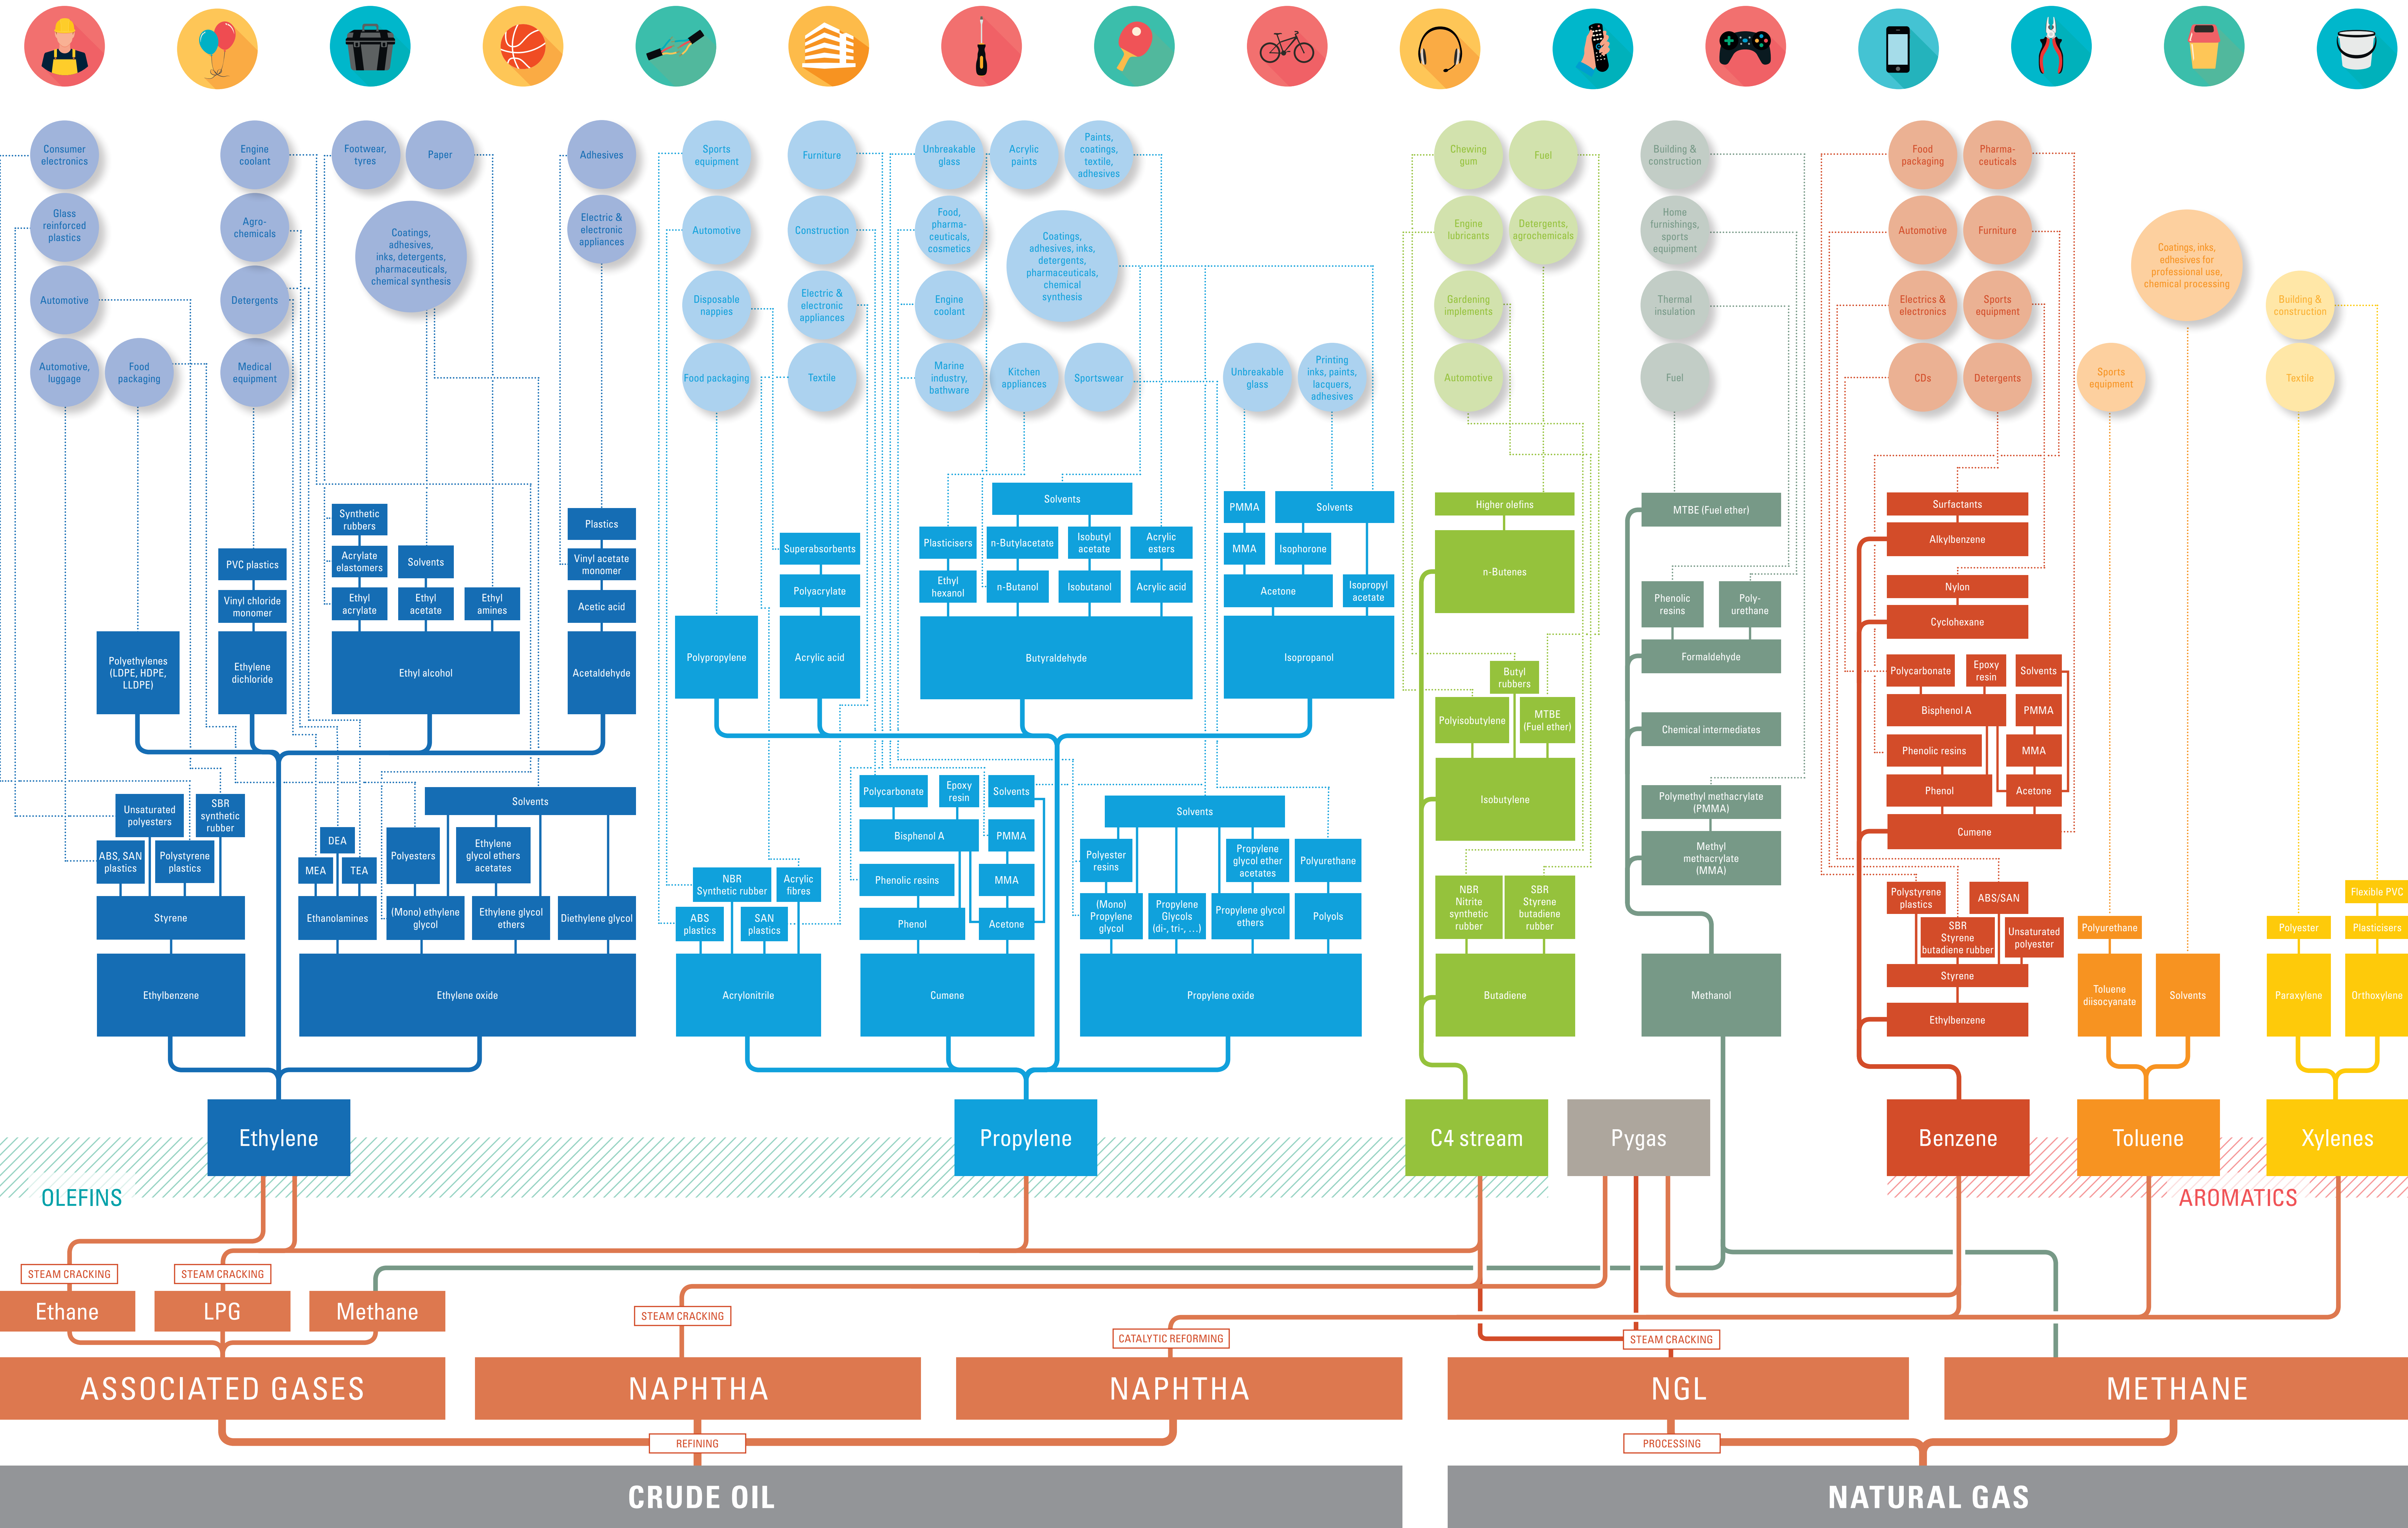 Consumer
electronics
Engine
coolant
Footwear,
tyres
Paper
Adhesives
Sports
equipment
Furniture
Unbreakable
glass
Acrylic
paints
Paints,
coatings,
textile,
adhesives
Chewing
gum
Fuel
Building &
construction
Food
packaging
Pharma-
ceuticals
Glass
reinforced
plastics
Agro-
chemicals
Coatings,
adhesives,
inks, detergents,
pharmaceuticals,
chemical synthesis
Electric &
electronic
appliances
Automotive
Construction
Food,
pharma-
ceuticals,
cosmetics
Coatings,
adhesives, inks,
detergents,
pharmaceuticals,
chemical
synthesis
Engine
lubricants
Detergents,
agrochemicals
Home
furnishings,
sports
equipment
Automotive
Furniture
Coatings, inks,
edhesives for
professional use,
chemical processing
Automotive
Detergents
Disposable
nappies
Electric &
electronic
appliances
Engine
coolant
Gardening
implements
Thermal
insulation
Electrics &
electronics
Sports
equipment
Building &
construction
Automotive,
luggage
Food
packaging
Medical
equipment
Food packaging
Textile
Marine
industry,
bathware
Kitchen
appliances
Sportswear
Unbreakable
glass
Printing
inks, paints,
lacquers,
adhesives
Automotive
Fuel
CDs
Detergents
Sports
equipment
Textile
Polyethylenes
(LDPE, HDPE,
LLDPE)
PVC plastics
Vinyl chloride
monomer
Ethylene
dichloride
Synthetic
rubbers
Acrylate
elastomers
Solvents
Ethyl
acrylate
Ethyl
acetate
Ethyl
amines
Ethyl alcohol
Plastics
Vinyl acetate
monomer
Acetic acid
Acetaldehyde
Polypropylene
Superabsorbents
Polyacrylate
Acrylic acid
Solvents
Plasticisers
n-Butylacetate
Isobutyl
acetate
Acrylic
esters
Ethyl
hexanol
n-Butanol
Isobutanol
Acrylic acid
Butyraldehyde
PMMA
Solvents
MMA
Isophorone
Acetone
Isopropyl
acetate
Isopropanol
Higher olefins
n-Butenes
Butyl
rubbers
Polyisobutylene
MTBE
(Fuel ether)
Isobutylene
NBR
Nitrite
synthetic
rubber
SBR
Styrene
butadiene
rubber
Butadiene
MTBE (Fuel ether)
Phenolic
resins
Poly-
urethane
Formaldehyde
Chemical intermediates
Polymethyl methacrylate
(PMMA)
Methyl
methacrylate
(MMA)
Methanol
Surfactants
Alkylbenzene
Nylon
Cyclohexane
Polycarbonate
Epoxy
resin
Solvents
Bisphenol A
PMMA
Phenolic resins
MMA
Phenol
Acetone
Cumene
Polystyrene
plastics
ABS/SAN
SBR
Styrene
butadiene rubber
Unsaturated
polyester
Styrene
Ethylbenzene
Polyurethane
Toluene
diisocyanate
Solvents
Polyester
Paraxylene
Flexible PVC
Plasticisers
Orthoxylene
Unsaturated
polyesters
SBR
synthetic
rubber
ABS, SAN
plastics
Polystyrene
plastics
Styrene
Ethylbenzene
DEA
MEA
TEA
Ethanolamines
Solvents
Polyesters
Ethylene
glycol ethers
acetates
(Mono) ethylene
glycol
Ethylene glycol
ethers
Diethylene glycol
Ethylene oxide
NBR
Synthetic rubber
Acrylic
fibres
ABS
plastics
SAN
plastics
Acrylonitrile
Polycarbonate
Epoxy
resin
Solvents
Bisphenol A
PMMA
Phenolic resins
MMA
Phenol
Acetone
Cumene
Solvents
Polyester
resins
Propylene
glycol ether
acetates
Polyurethane
(Mono)
Propylene
glycol
Propylene
Glycols
(di-, tri-, …)
Propylene glycol
ethers
Polyols
Propylene oxide
Ethylene
Propylene
C4 stream
Pygas
Benzene
Toluene
Xylenes
OLEFINS
AROMATICS
STEAM CRACKING
STEAM CRACKING
Ethane
LPG
Methane
STEAM CRACKING
CATALYTIC REFORMING
STEAM CRACKING
ASSOCIATED GASES
NAPHTHA
NAPHTHA
NGL
METHANE
REFINING
PROCESSING
CRUDE OIL
NATURAL GAS